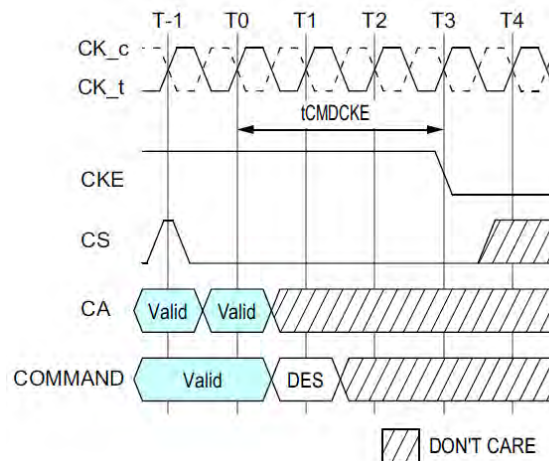 T-1 T0 T1 T2 T3 T4
CK_c
CK_t
tCMDCKE
CKE
CS
CA Valid Valid
COMMAND Valid DES
DON'T CARE